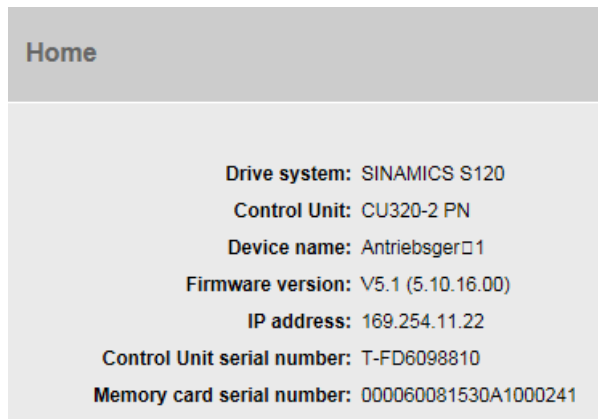 Home
Drive system: SINAMICS S120
Control Unit: CU320-2 PN
Device name: Antriebsger□1
Firmware version: V5.1 (5.10.16.00)
IP address: 169.254.11.22
Control Unit serial number: T-FD6098810
Memory card serial number: 000060081530A1000241